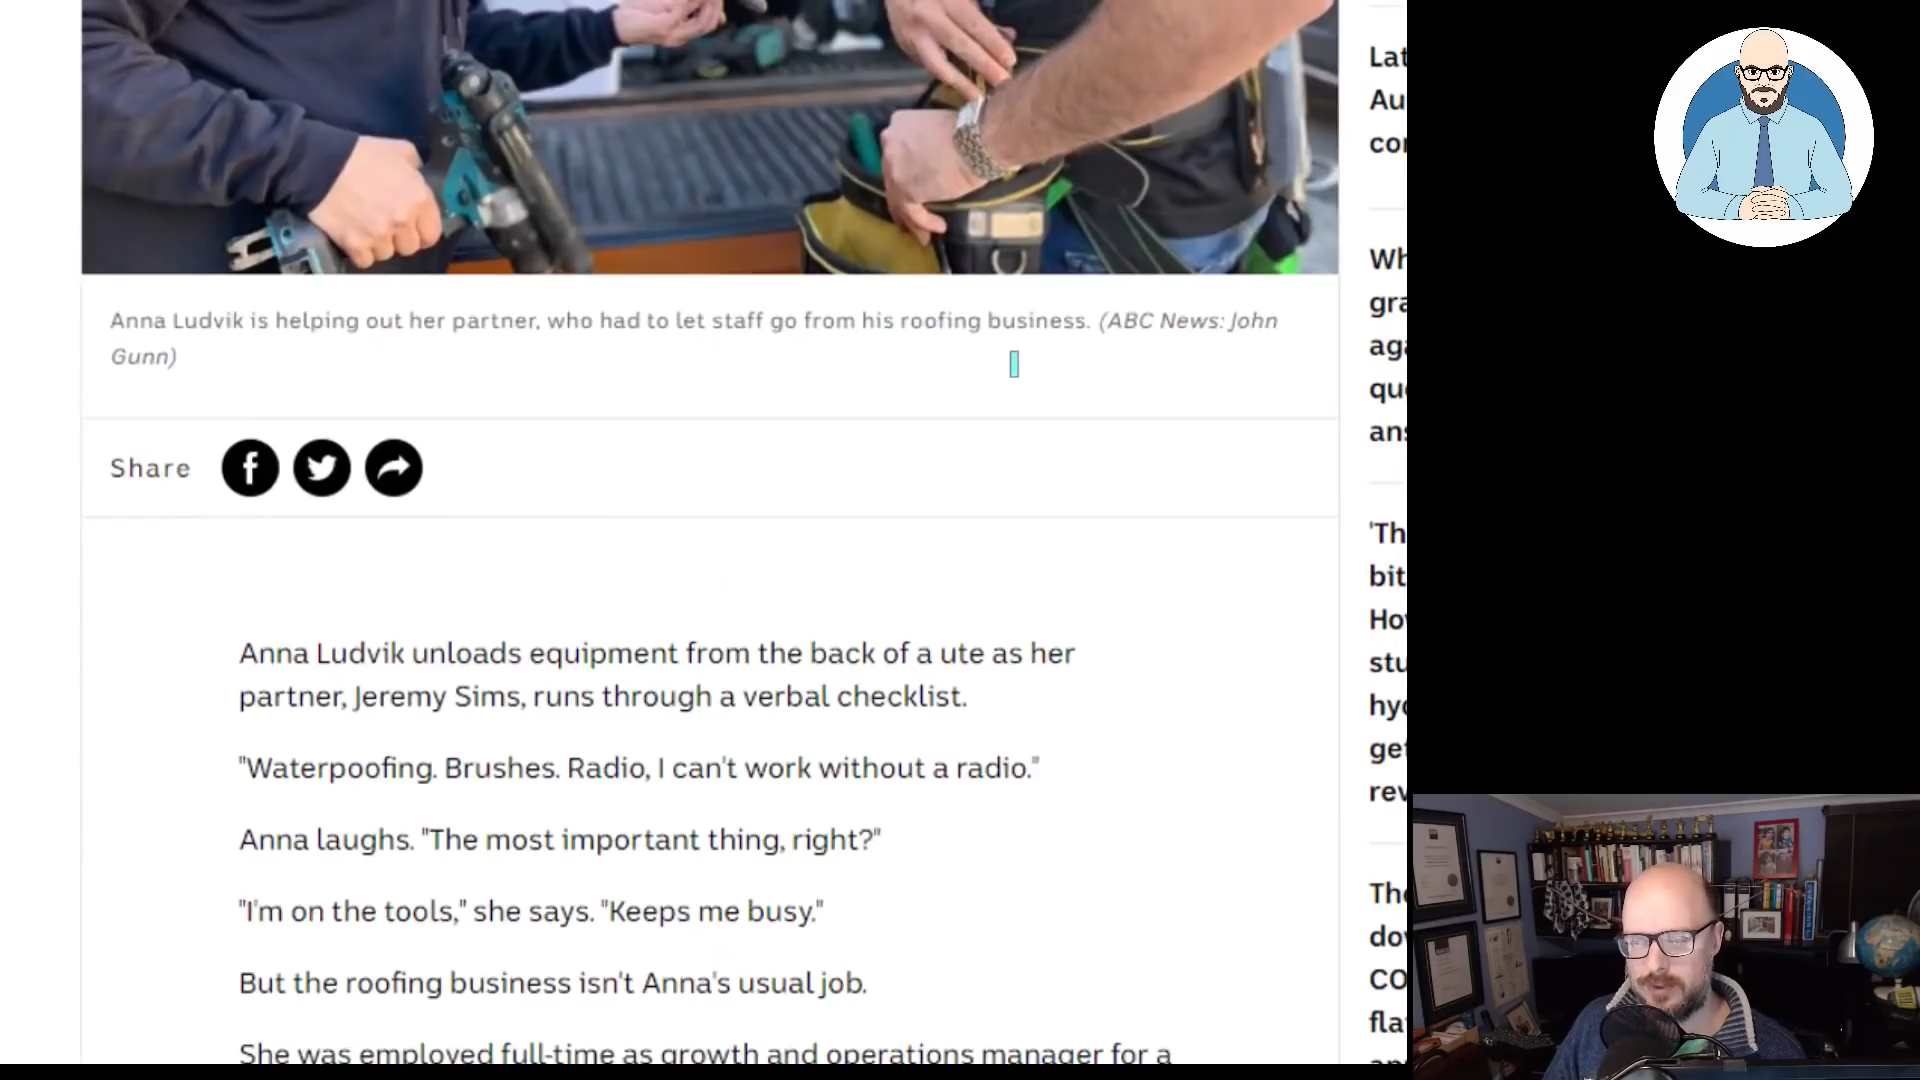 Anna Ludvik is helping out her partner, who had to let staff go from his roofing business. (ABC News: John
Gunn)
Share
Anna Ludvik unloads equipment from the back of a ute as her
partner, Jeremy Sims, runs through a verbal checklist.
"Waterpoofing. Brushes. Radio, I can't work without a radio."
Anna laughs. "The most important thing, right?"
"I'm on the tools," she says. "Keeps me busy."
But the roofing business isn't Anna's usual job.
She was employed full-time as growth and operations manager for a